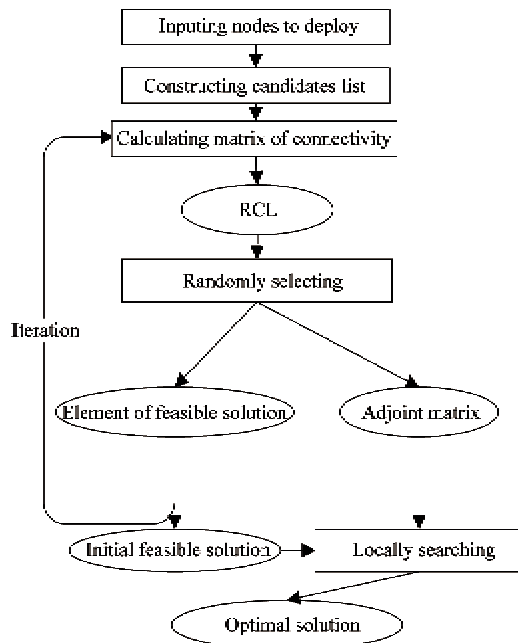 Inputing nodes to deploy
Constructing candidates list
Calculating matrix of connectivity
RCL
Randomly selecting
Iteration
Element of feasible solution
Adjoint matrix
Initial feasible solution
Locally searching
Optimal solution